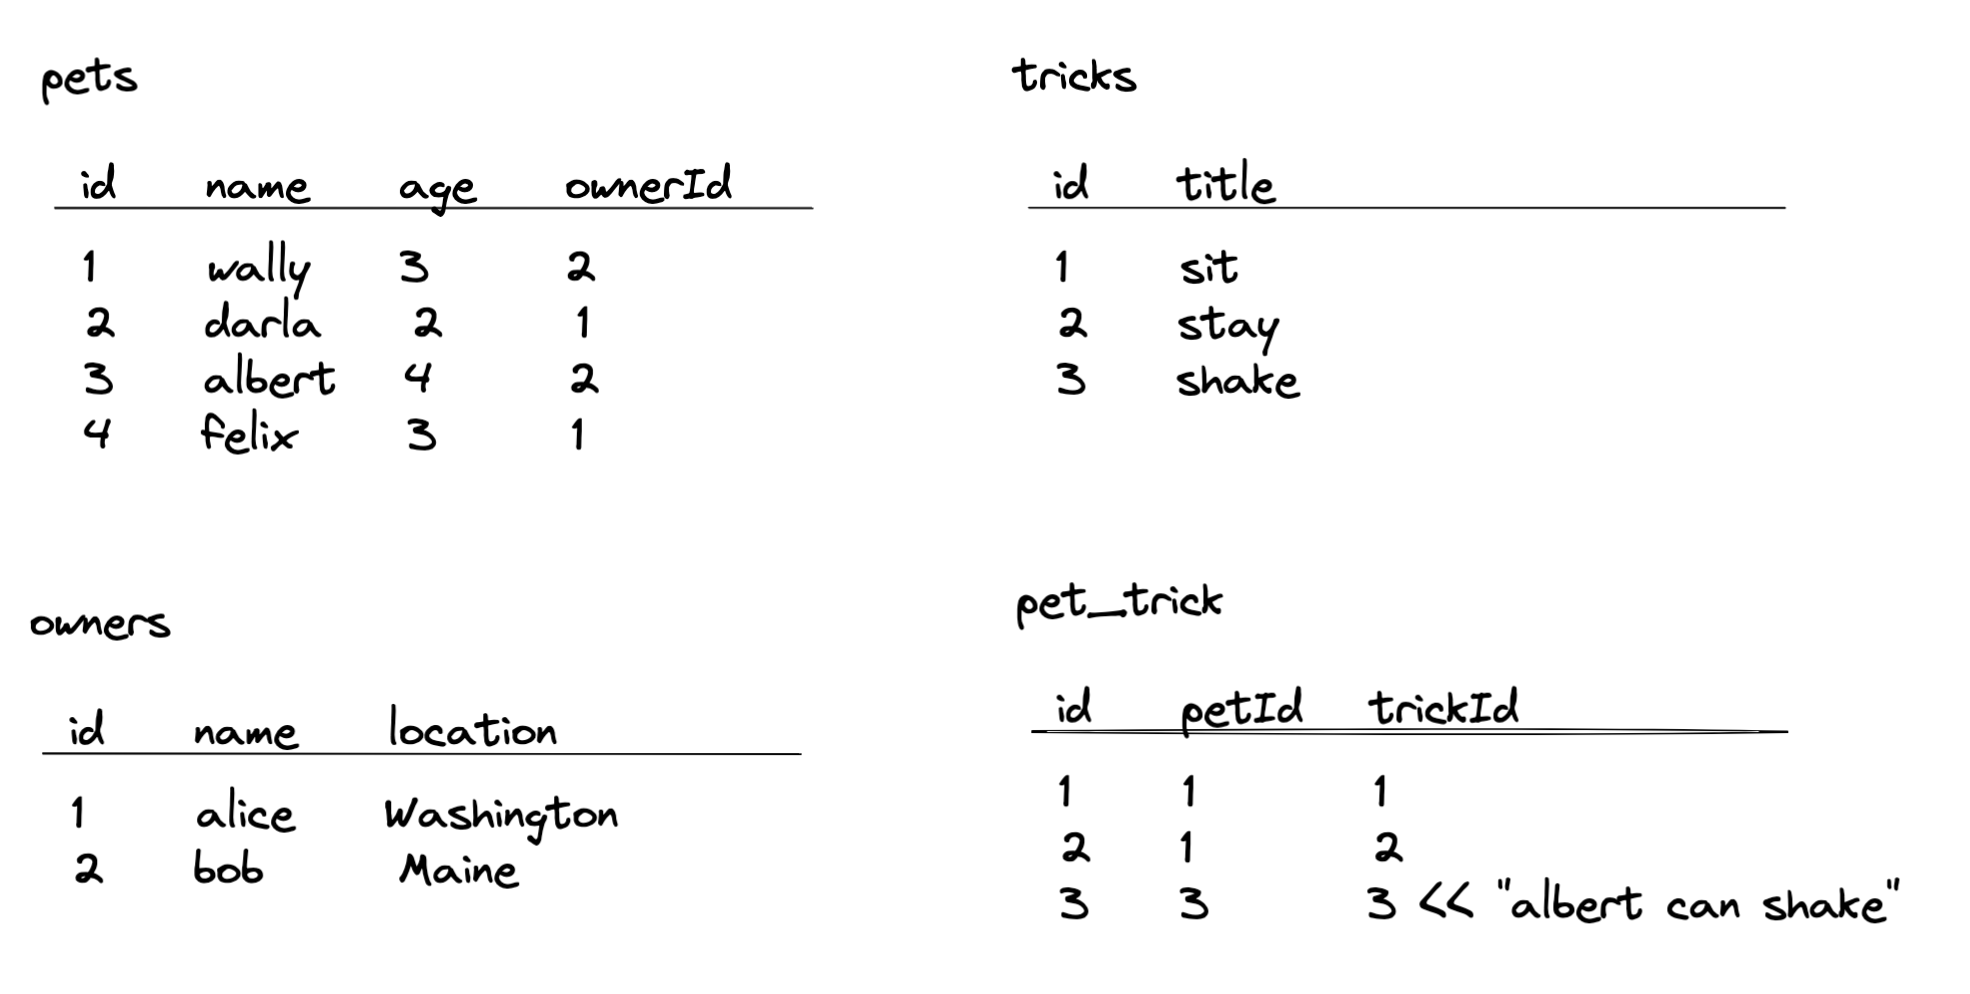 pets
id name age ownerId
1 wally 3 2
2 darla 2 1
3 albert 4 2
4 felix 3 1
tricks
id title
1 sit
2 stay
3 shake
owners
id name location
1 alice Washington
2 bob Maine
pet_trick
id petId trickId
1 1 1
2 1 2
3 3 3 << "albert can shake"